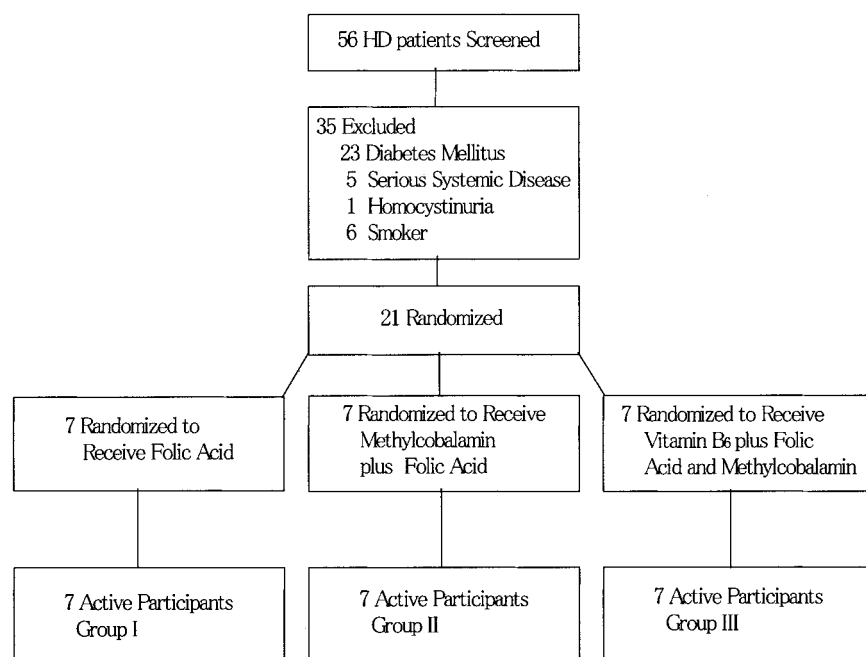 56 HD patients Screened
35 Excluded
23 Diabetes Mellitus
5 Serious Systemic Disease
1 Homocystinuria
6 Smoker
21 Randomized
7 Randomized to
Receive Folic Acid
7 Randomized to Receive
Methylcobalamin
plus Folic Acid
7 Randomized to Receive
Vitamin B6 plus Folic
Acid and Methylcobalamin
7 Active Participants
Group I
7 Active Participants
Group II
7 Active Participants
Group III